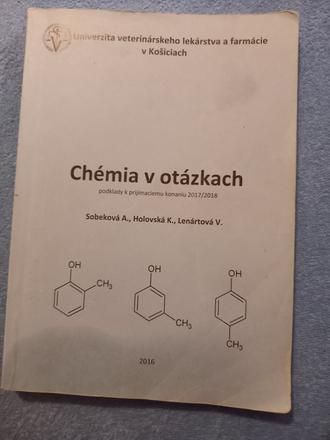 Univerzita veterinárskeho lekárstva a farmácie
v Košiciach
Chémia v otázkach
podklady k prijímaciemu konaniu 2017/2018
Sobeková A., Holovská K., Lenártová V.
OH
CH₃
OH
CH₃
OH
CH₃
2016